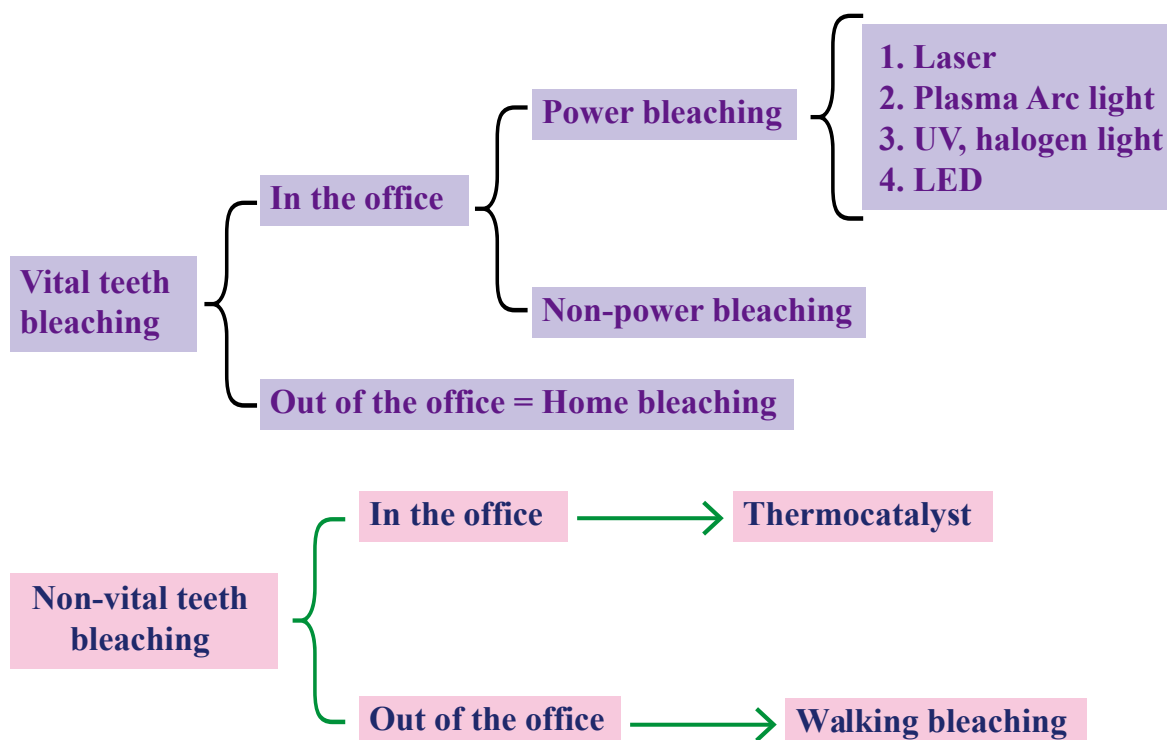 Vital teeth
bleaching
In the office
Power bleaching
1. Laser
2. Plasma Arc light
3. UV, halogen light
4. LED
Non-power bleaching
Out of the office = Home bleaching
Non-vital teeth
bleaching
In the office
Thermocatalyst
Out of the office
Walking bleaching